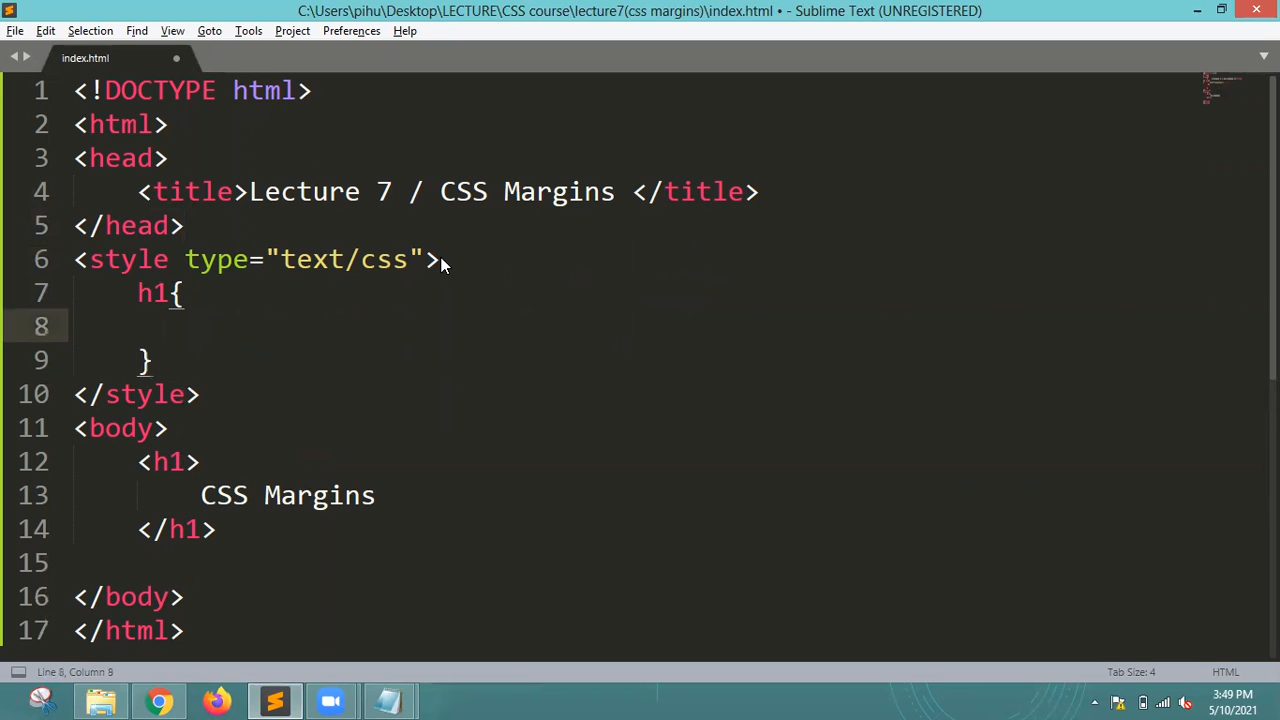 C:\Users\pihu\Desktop\LECTURE\CSS course\lecture7(css margins)\index.html • - Sublime Text (UNREGISTERED)
File Edit Selection Find View Goto Tools Project Preferences Help
index.html
1 <!DOCTYPE html>
2 <html>
3 <head>
4 <title>Lecture 7 / CSS Margins </title>
5 </head>
6 <style type="text/css">
7 h1{
8
9 }
10 </style>
11 <body>
12 <h1>
13 CSS Margins
14 </h1>
15
16 </body>
17 </html>
Line 8, Column 8 Tab Size: 4 HTML
3:49 PM
5/10/2021